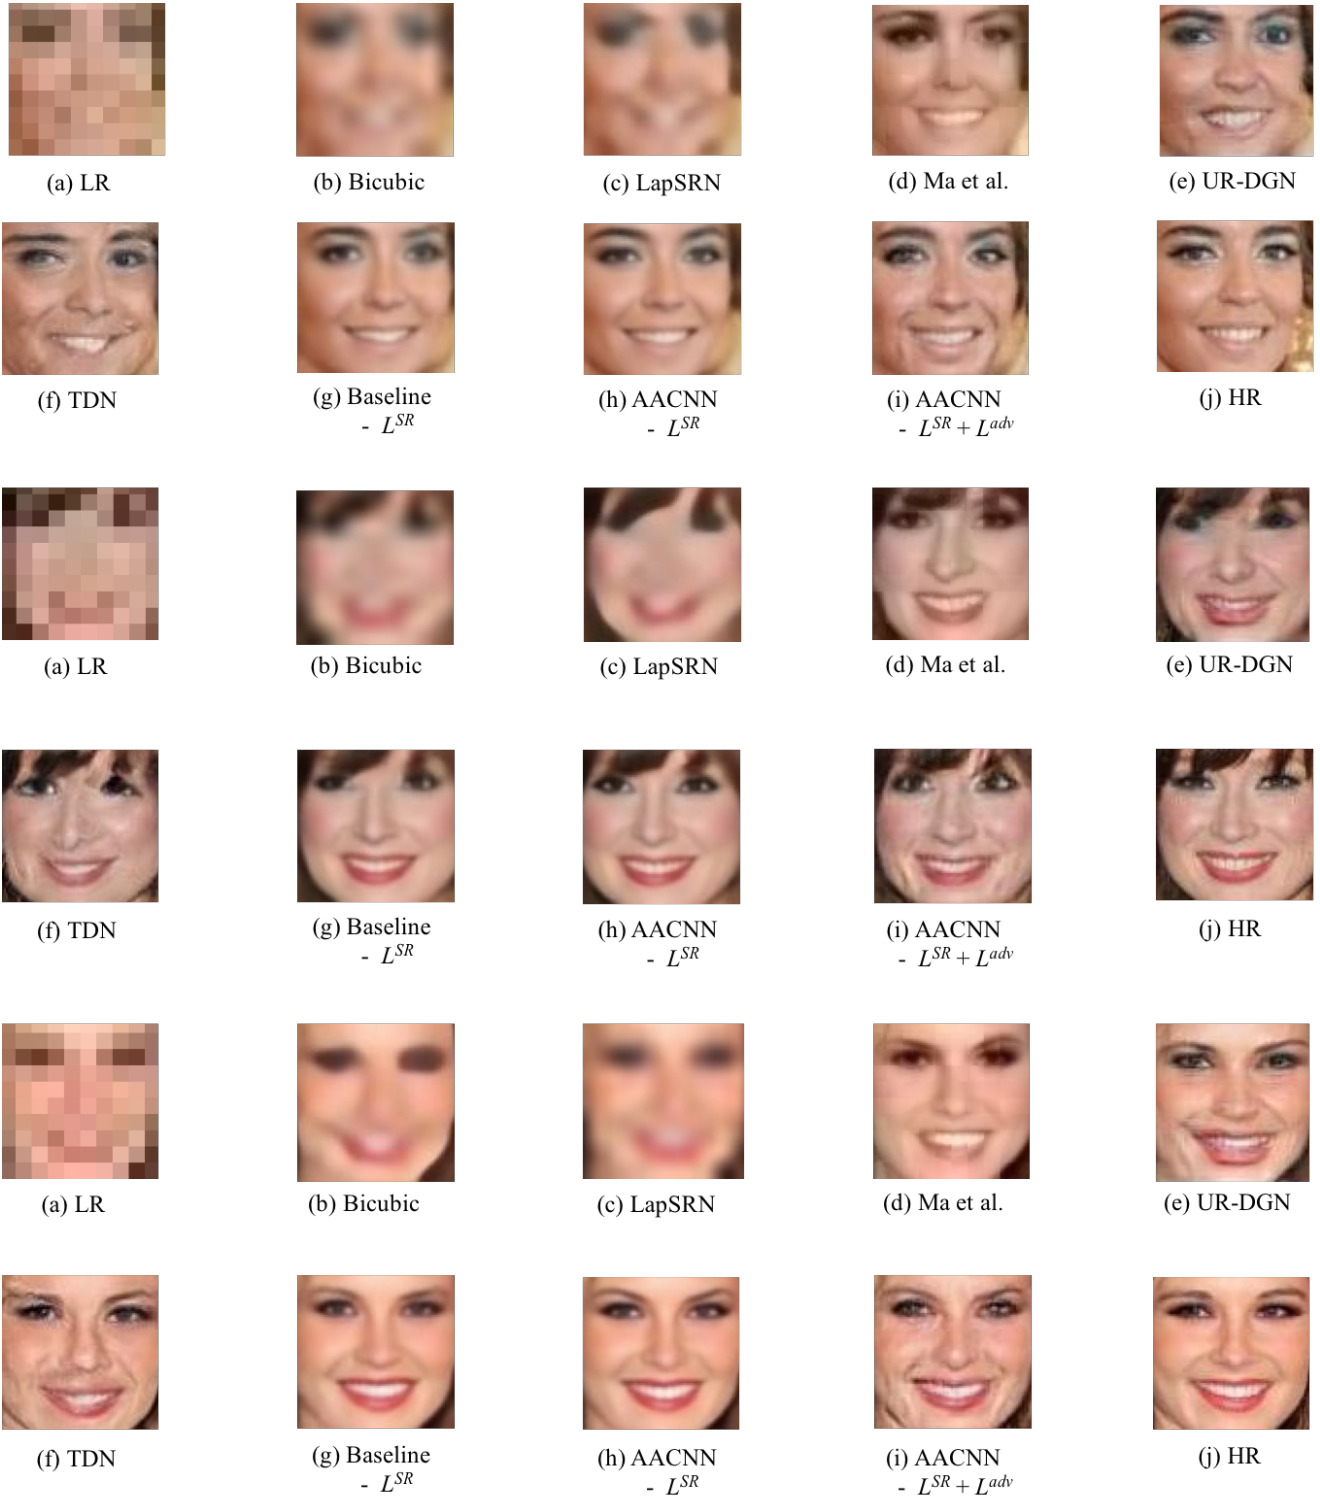 (a) LR
(b) Bicubic
(c) LapSRN
(d) Ma et al.
(e) UR-DGN
(f) TDN
(g) Baseline
- L^SR
(h) AACNN
- L^SR
(i) AACNN
- L^SR + L^adv
(j) HR
(a) LR
(b) Bicubic
(c) LapSRN
(d) Ma et al.
(e) UR-DGN
(f) TDN
(g) Baseline
- L^SR
(h) AACNN
- L^SR
(i) AACNN
- L^SR + L^adv
(j) HR
(a) LR
(b) Bicubic
(c) LapSRN
(d) Ma et al.
(e) UR-DGN
(f) TDN
(g) Baseline
- L^SR
(h) AACNN
- L^SR
(i) AACNN
- L^SR + L^adv
(j) HR